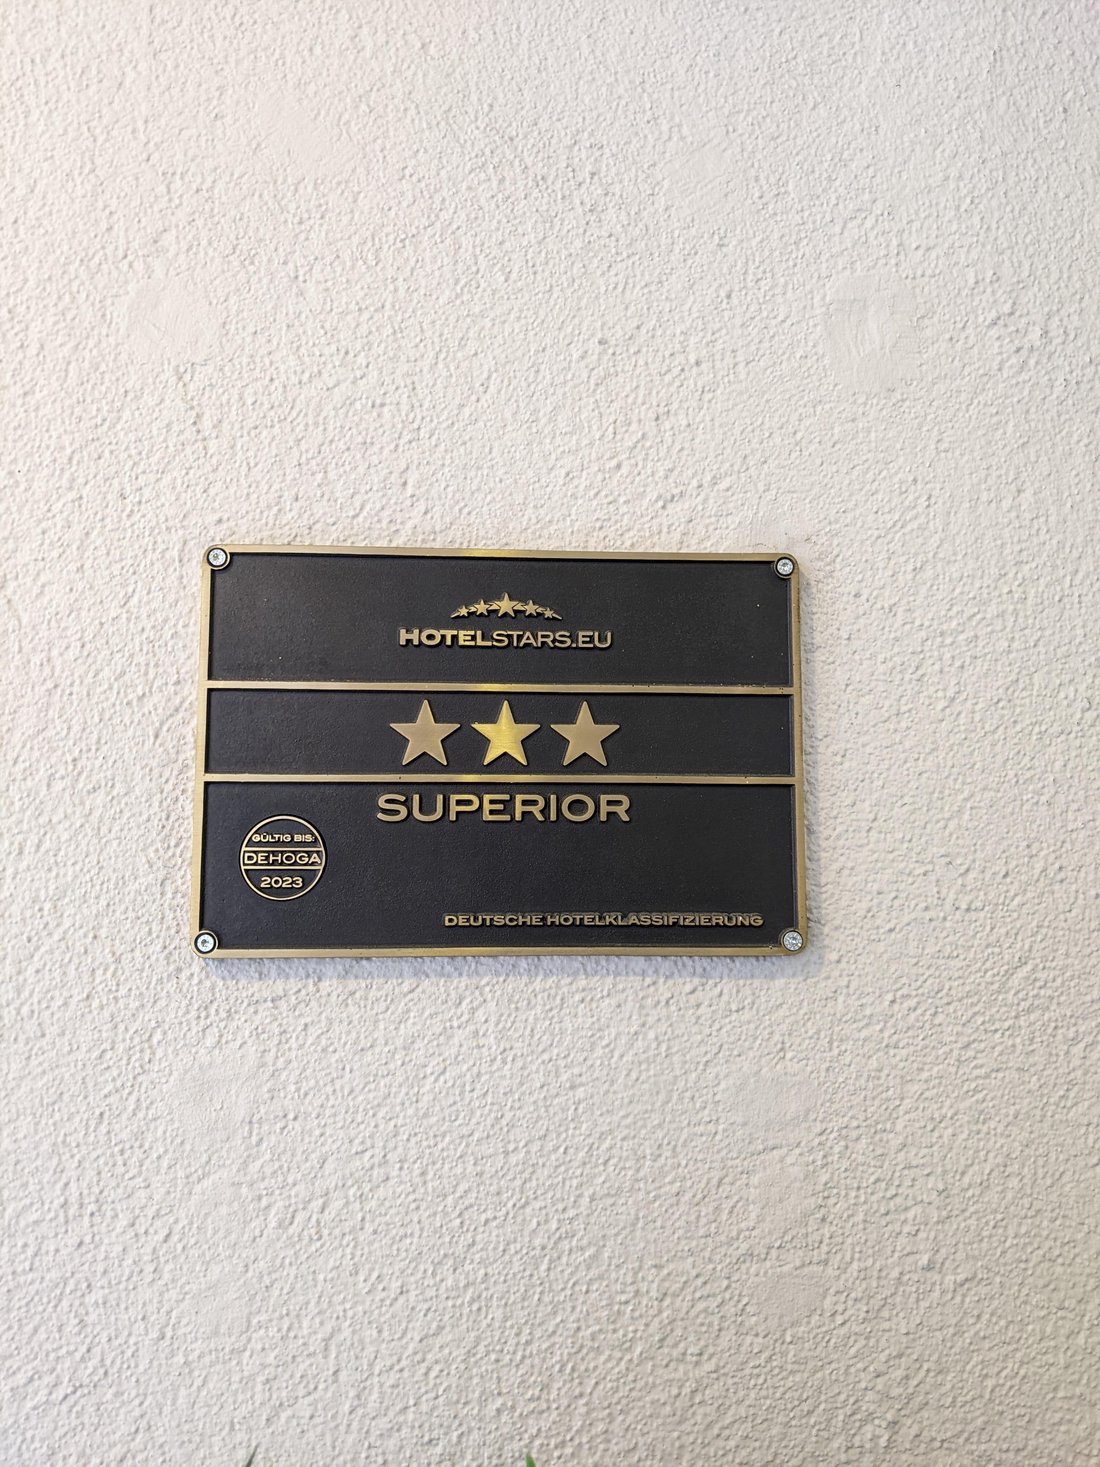 HOTELSTARS.EU
SUPERIOR
GÜLTIG BIS:
DEHOGA
2023
DEUTSCHE HOTELKLASSIFIZIERUNG